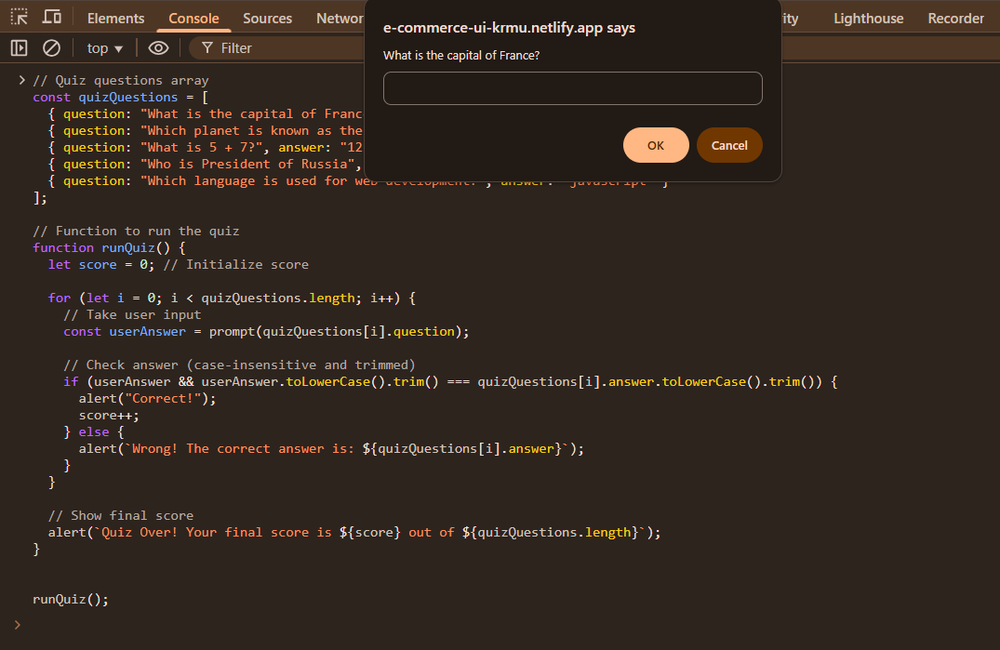 Elements Console Sources Networ ity Lighthouse Recorder
top Filter
e-commerce-ui-krmu.netlify.app says
What is the capital of France?
OK Cancel
// Quiz questions array
const quizQuestions = [
{ question: "What is the capital of Franc
{ question: "Which planet is known as the
{ question: "What is 5 + 7?", answer: "12
{ question: "Who is President of Russia",
{ question: "Which language is used for web development?", answer: "javascript" }
];
// Function to run the quiz
function runQuiz() {
let score = 0; // Initialize score
for (let i = 0; i < quizQuestions.length; i++) {
// Take user input
const userAnswer = prompt(quizQuestions[i].question);
// Check answer (case-insensitive and trimmed)
if (userAnswer && userAnswer.toLowerCase().trim() === quizQuestions[i].answer.toLowerCase().trim()) {
alert("Correct!");
score++;
} else {
alert(`Wrong! The correct answer is: ${quizQuestions[i].answer}`);
}
}
// Show final score
alert(`Quiz Over! Your final score is ${score} out of ${quizQuestions.length}`);
}
runQuiz();